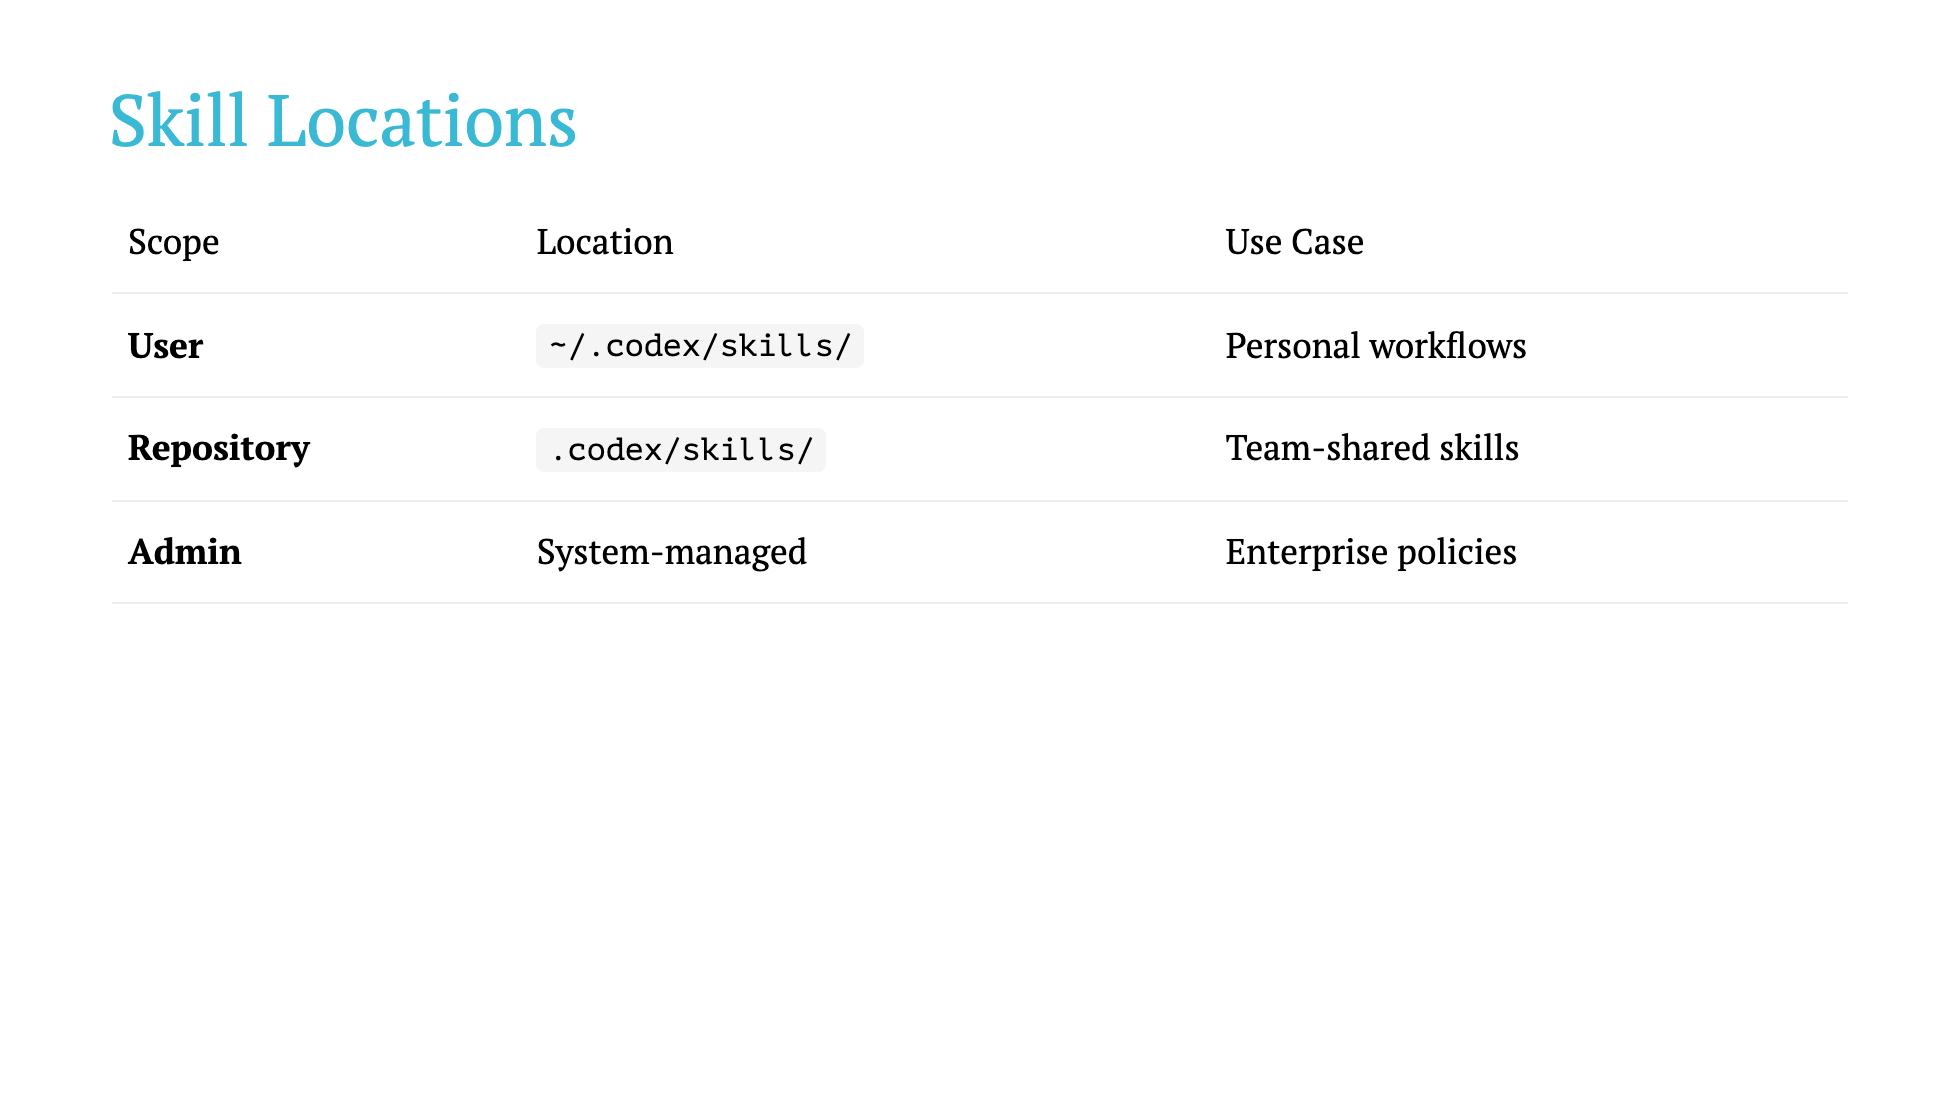 Skill Locations
Scope Location Use Case
User ~/.codex/skills/ Personal workflows
Repository .codex/skills/ Team-shared skills
Admin System-managed Enterprise policies